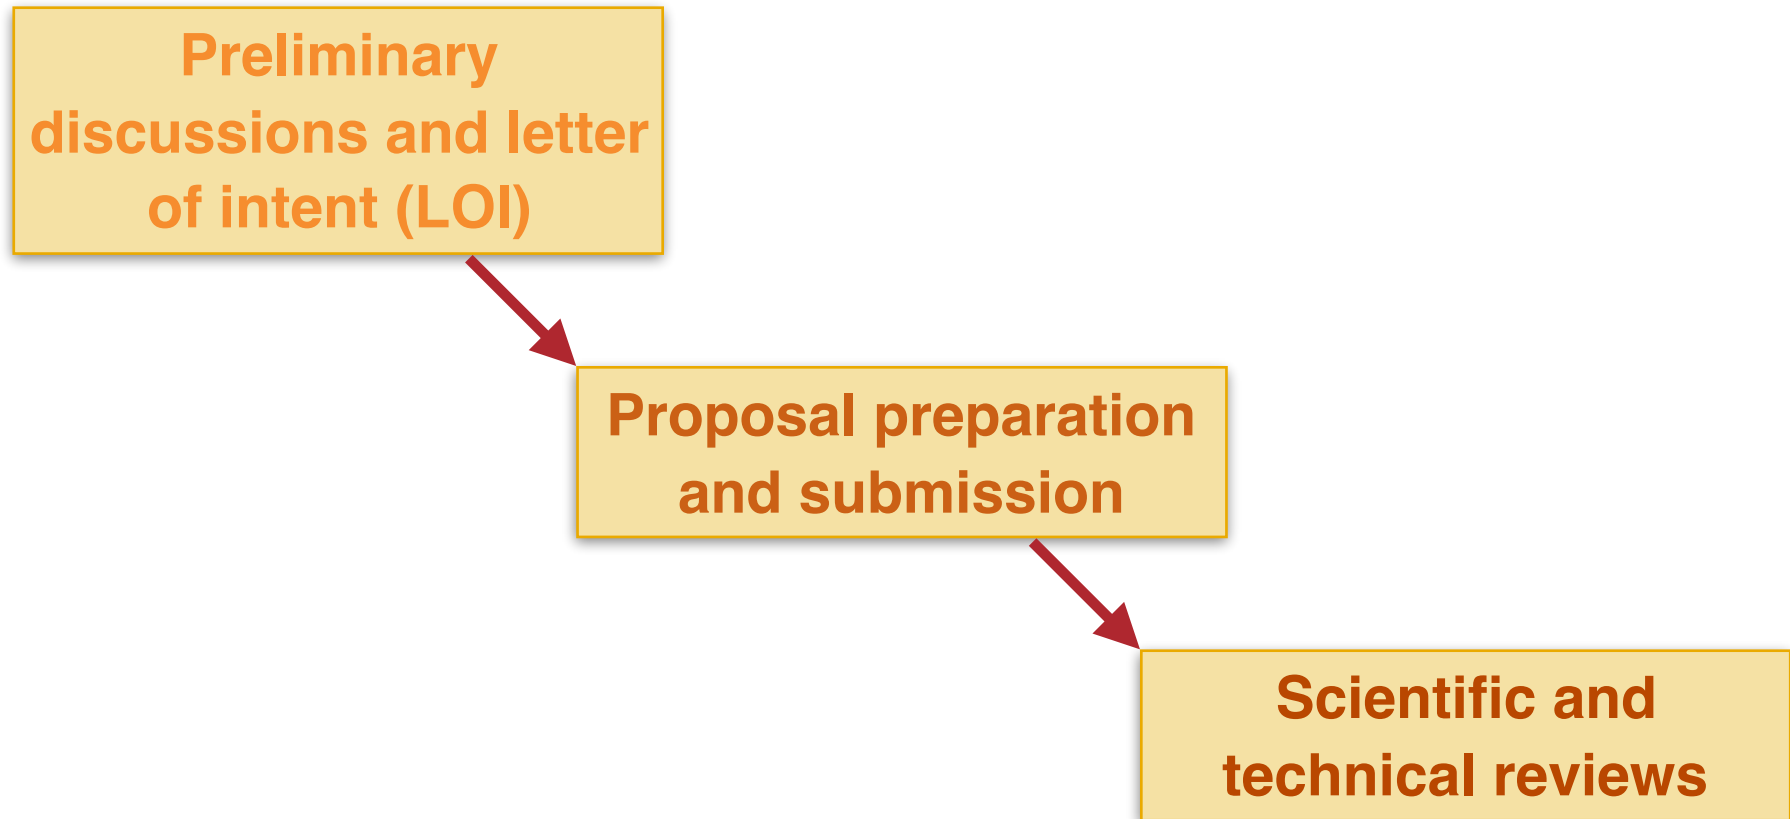 Preliminary
discussions and letter
of intent (LOI)
Proposal preparation
and submission
Scientific and
technical reviews